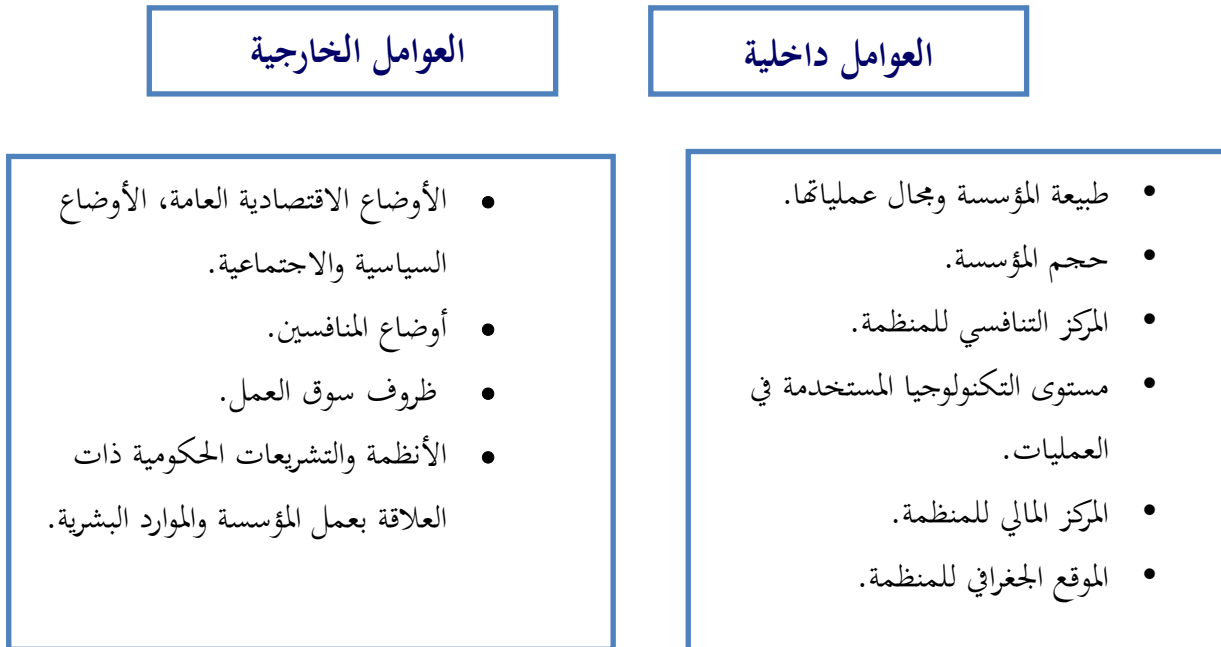 العوامل داخلية
العوامل الخارجية
• طبيعة المؤسسة ومجال عملياتها.
• حجم المؤسسة.
• المركز التنافسي للمنظمة.
• مستوى التكنولوجيا المستخدمة في
العمليات.
• المركز المالي للمنظمة.
• الموقع الجغرافي للمنظمة.
• الأوضاع الاقتصادية العامة، الأوضاع
السياسية والاجتماعية.
• أوضاع المنافسين.
• ظروف سوق العمل.
• الأنظمة والتشريعات الحكومية ذات
العلاقة بعمل المؤسسة والموارد البشرية.